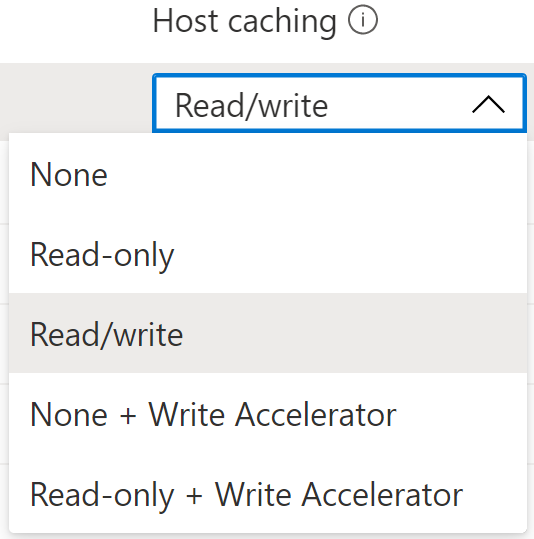 Host caching
Read/write
None
Read-only
Read/write
None + Write Accelerator
Read-only + Write Accelerator